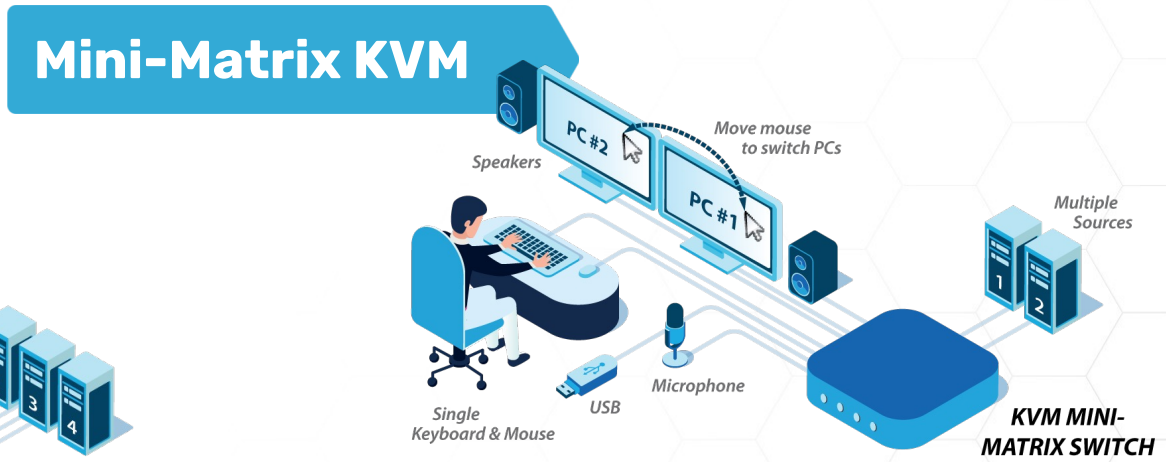 Mini-Matrix KVM
PC #2
Move mouse
to switch PCs
Speakers
PC #1
Multiple
Sources
1
2
3
4
Microphone
USB
Single
Keyboard & Mouse
KVM MINI-
MATRIX SWITCH